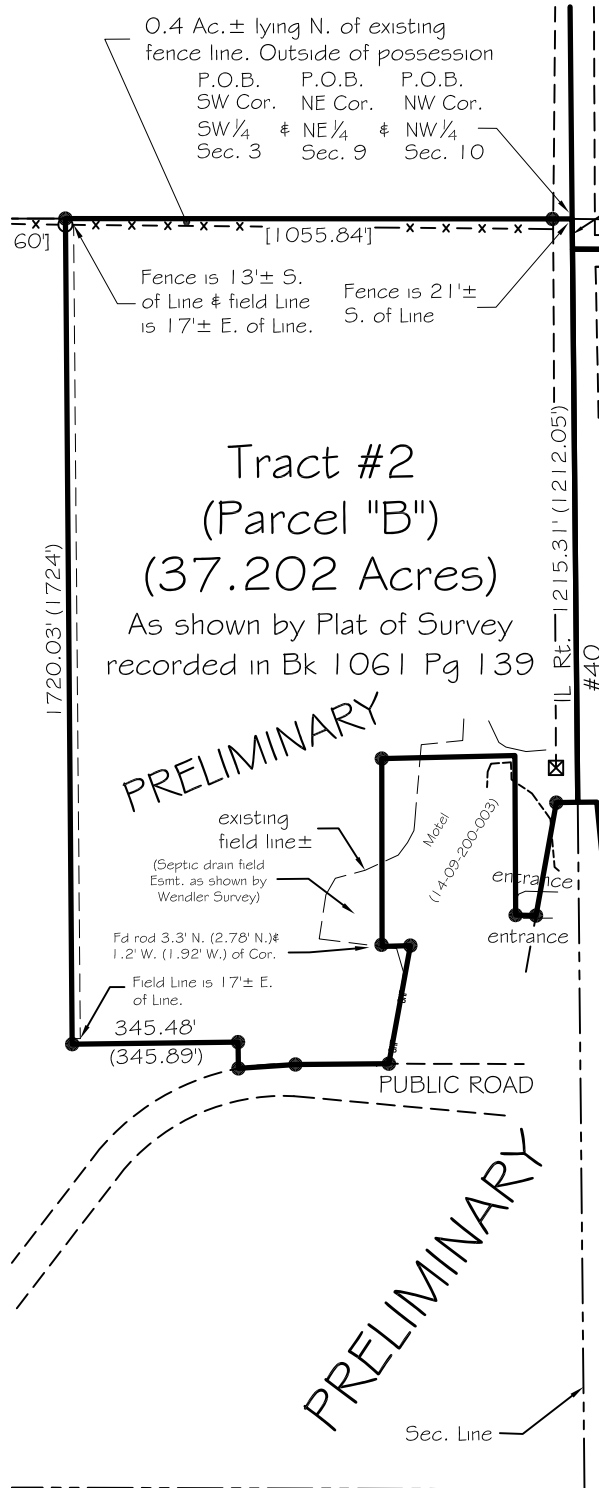 0.4 Ac.± lying N. of existing
fence line. Outside of possession
P.O.B. P.O.B. P.O.B.
SW Cor. NE Cor. NW Cor.
SW¼ & NE¼ & NW¼
Sec. 3 Sec. 9 Sec. 10
60']
[1055.84']
Fence is 13'± S.
of Line & field Line
is 17'± E. of Line.
Fence is 21'±
S. of Line
Tract #2
(Parcel "B")
(37.202 Acres)
As shown by Plat of Survey
recorded in Bk 1061 Pg 139
1720.03' (1724')
IL Rt. 1215.31' (1212.05')
#40
PRELIMINARY
existing
field line±
(Septic drain field
Esmt. as shown by
Wendler Survey)
Motel
(14-09-200-003)
entrance
entrance
Fd rod 3.3' N. (2.78' N.)&
1.2' W. (1.92' W.) of Cor.
Field Line is 17'± E.
of Line.
345.48'
(345.89')
PUBLIC ROAD
PRELIMINARY
Sec. Line